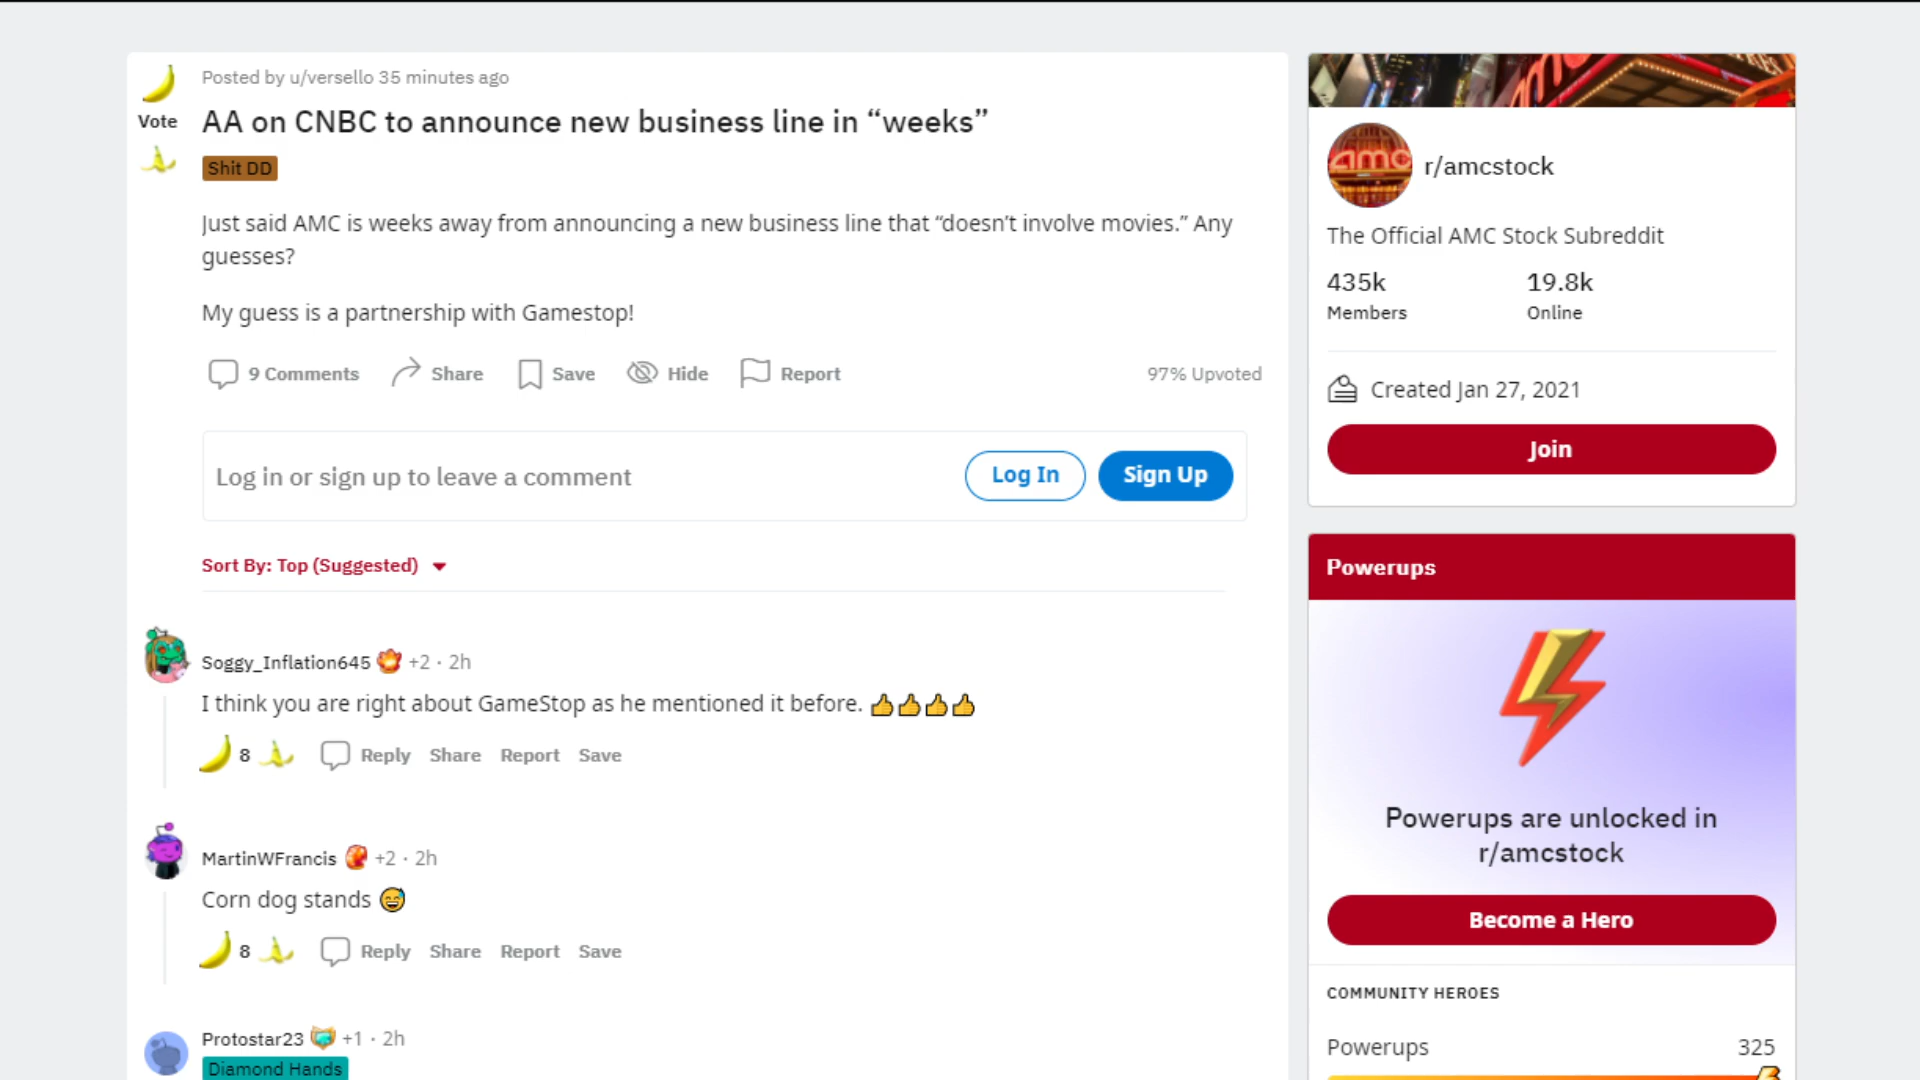 Posted by u/versello 35 minutes ago
Vote
AA on CNBC to announce new business line in “weeks”
Shit DD
Just said AMC is weeks away from announcing a new business line that “doesn’t involve movies.” Any
guesses?
My guess is a partnership with Gamestop!
9 Comments Share Save Hide Report 97% Upvoted
Log in or sign up to leave a comment Log In Sign Up
Sort By: Top (Suggested)
Soggy_Inflation645 +2 · 2h
I think you are right about GameStop as he mentioned it before. 👍👍👍👍
8 Reply Share Report Save
MartinWFrancis +2 · 2h
Corn dog stands 😅
8 Reply Share Report Save
Protostar23 +1 · 2h
Diamond Hands
amc
r/amcstock
The Official AMC Stock Subreddit
435k 19.8k
Members Online
Created Jan 27, 2021
Join
Powerups
Powerups are unlocked in
r/amcstock
Become a Hero
COMMUNITY HEROES
Powerups 325